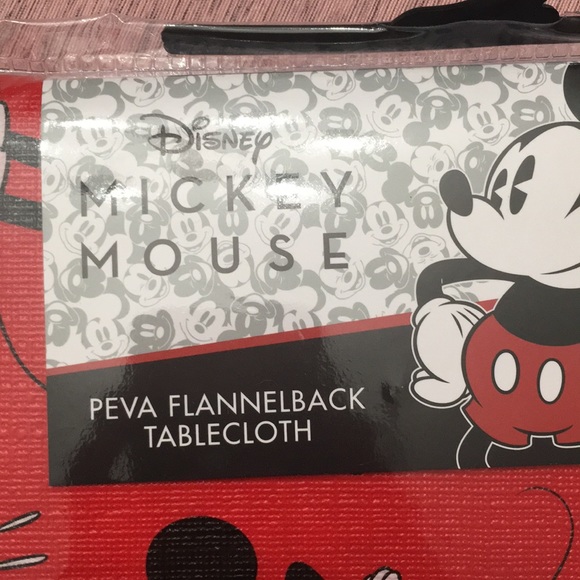 Disney
MICKEY
MOUSE
PEVA FLANNELBACK
TABLECLOTH